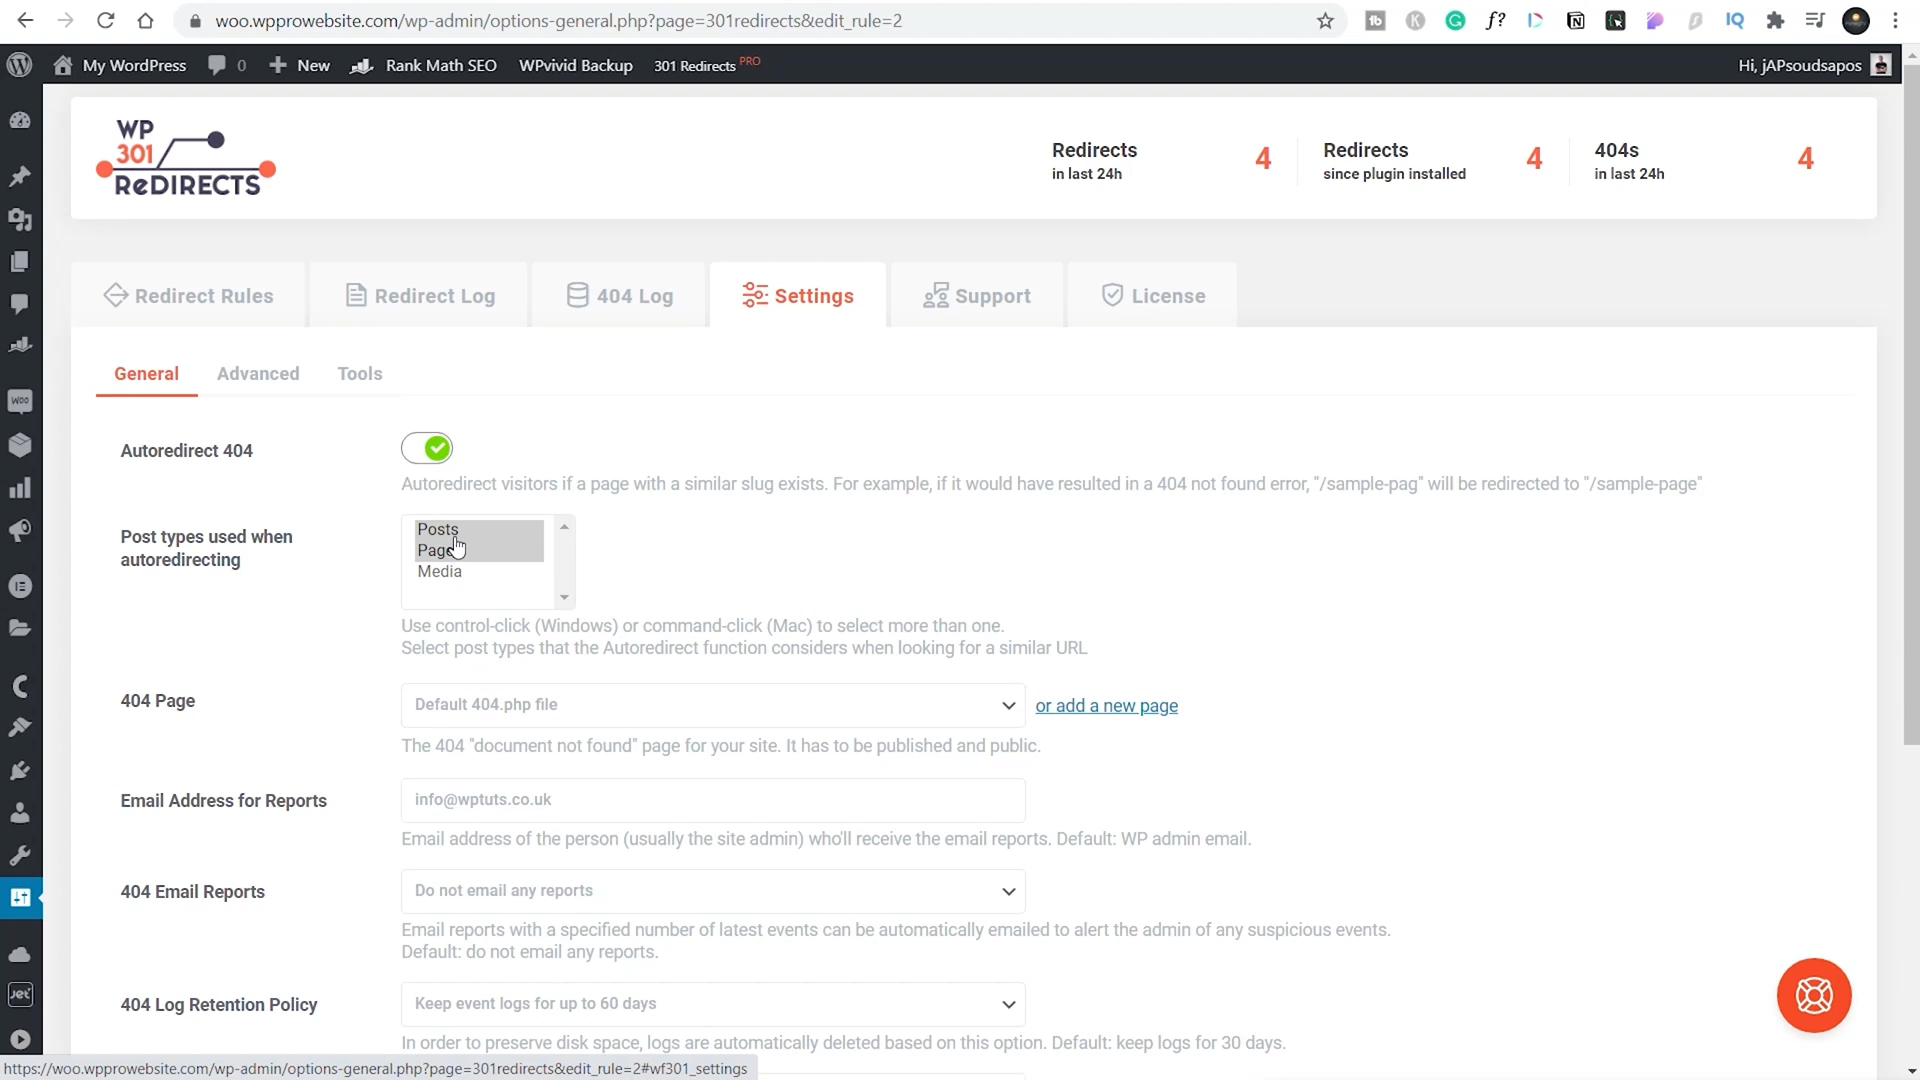 woo.wpprowebsite.com/wp-admin/options-general.php?page=301redirects&edit_rule=2
My WordPress 0 New Rank Math SEO WPvivid Backup 301 Redirects PRO Hi, jAPsoudsapos
WP
301
ReDIRECTS
Redirects
in last 24h
4
Redirects
since plugin installed
4
404s
in last 24h
4
Redirect Rules Redirect Log 404 Log Settings Support License
General Advanced Tools
Autoredirect 404
Autoredirect visitors if a page with a similar slug exists. For example, if it would have resulted in a 404 not found error, "/sample-pag" will be redirected to "/sample-page"
Post types used when
autoredirecting
Posts
Pages
Media
Use control-click (Windows) or command-click (Mac) to select more than one.
Select post types that the Autoredirect function considers when looking for a similar URL
404 Page
Default 404.php file
or add a new page
The 404 "document not found" page for your site. It has to be published and public.
Email Address for Reports
info@wptuts.co.uk
Email address of the person (usually the site admin) who'll receive the email reports. Default: WP admin email.
404 Email Reports
Do not email any reports
Email reports with a specified number of latest events can be automatically emailed to alert the admin of any suspicious events.
Default: do not email any reports.
404 Log Retention Policy
Keep event logs for up to 60 days
In order to preserve disk space, logs are automatically deleted based on this option. Default: keep logs for 30 days.
https://woo.wpprowebsite.com/wp-admin/options-general.php?page=301redirects&edit_rule=2#wf301_settings